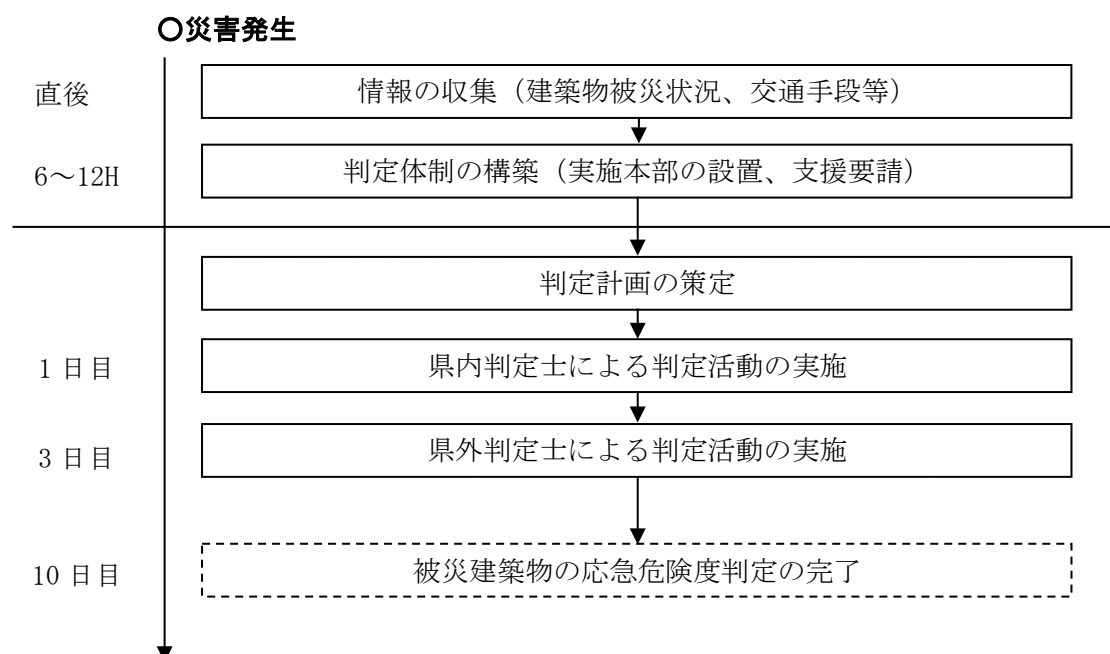 ○災害発生
直後
情報の収集（建築物被災状況、交通手段等）
6～12H
判定体制の構築（実施本部の設置、支援要請）
判定計画の策定
1日目
県内判定士による判定活動の実施
3日目
県外判定士による判定活動の実施
10日目
被災建築物の応急危険度判定の完了